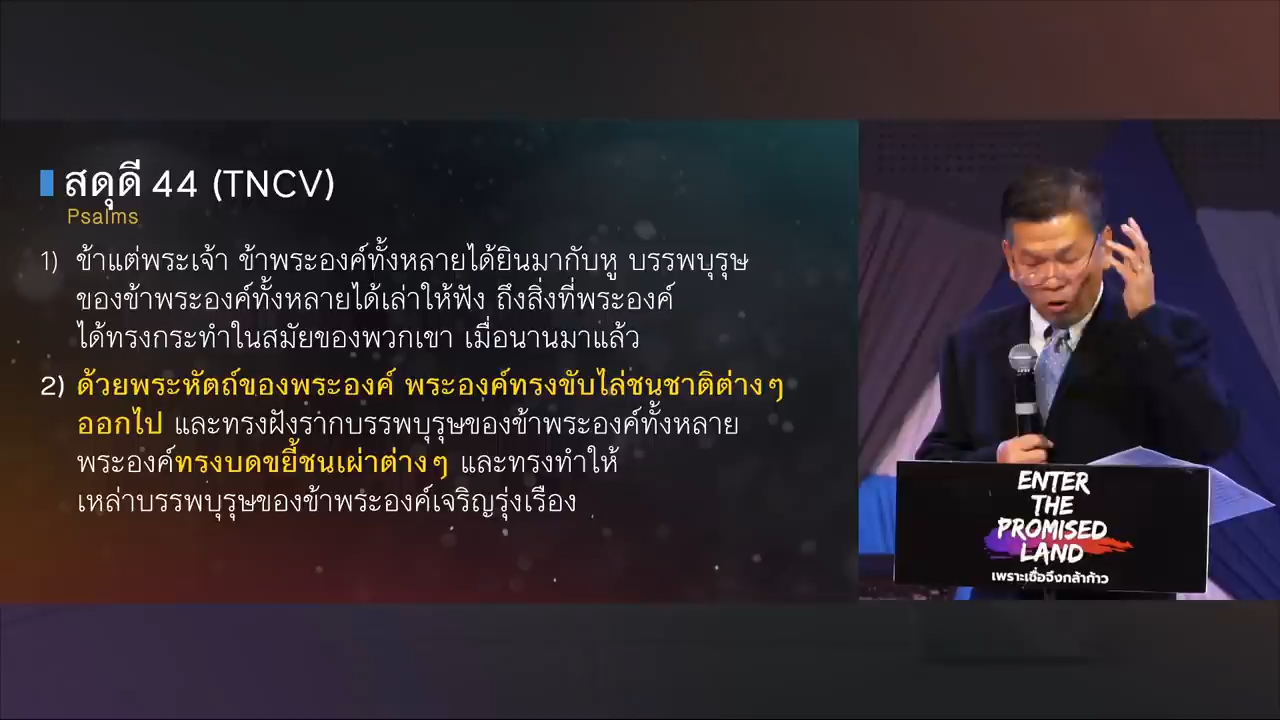 สดุดี 44 (TNCV)
Psalms
1) ข้าแต่พระเจ้า ข้าพระองค์ทั้งหลายได้ยินมากับหู บรรพบุรุษ
ของข้าพระองค์ทั้งหลายได้เล่าให้ฟัง ถึงสิ่งที่พระองค์
ได้ทรงกระทำในสมัยของพวกเขา เมื่อนานมาแล้ว
2) ด้วยพระหัตถ์ของพระองค์ พระองค์ทรงขับไล่ชนชาติต่างๆ
ออกไป และทรงฝังรากบรรพบุรุษของข้าพระองค์ทั้งหลาย
พระองค์ทรงบดขยี้ชนเผ่าต่างๆ และทรงทำให้
เหล่าบรรพบุรุษของข้าพระองค์เจริญรุ่งเรือง
ENTER
THE
PROMISED
LAND
เพราะเชื่อจึงกล้าก้าว